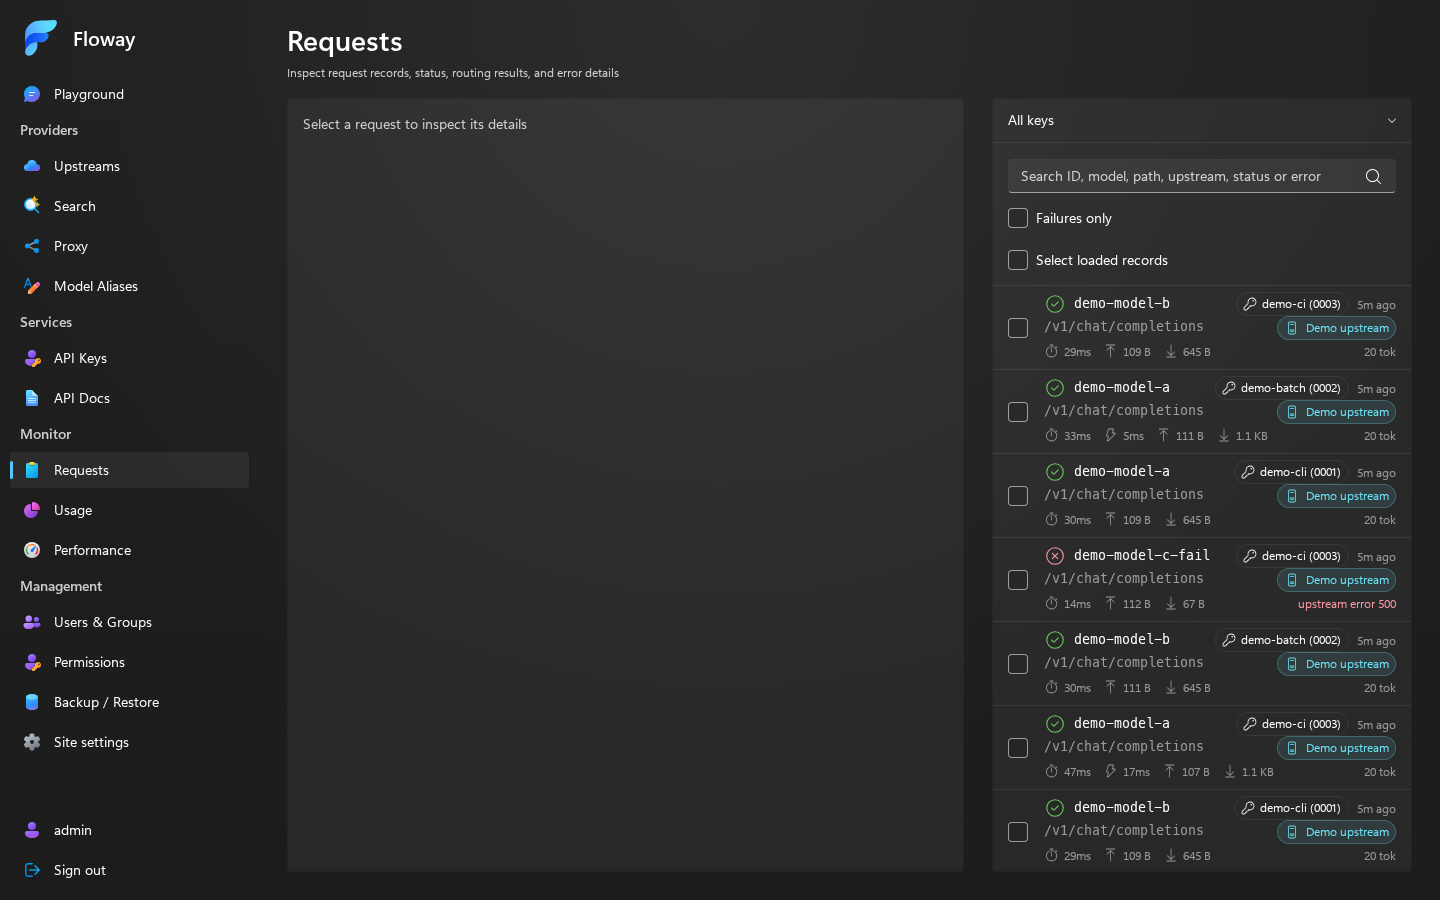 Floway
Playground
Providers
Upstreams
Search
Proxy
Model Aliases
Services
API Keys
API Docs
Monitor
Requests
Usage
Performance
Management
Users & Groups
Permissions
Backup / Restore
Site settings
admin
Sign out
Requests
Inspect request records, status, routing results, and error details
Select a request to inspect its details
All keys
Search ID, model, path, upstream, status or error
Failures only
Select loaded records
demo-model-b demo-ci (0003) 5m ago
/v1/chat/completions Demo upstream
29ms 109 B 645 B 20 tok
demo-model-a demo-batch (0002) 5m ago
/v1/chat/completions Demo upstream
33ms 5ms 111 B 1.1 KB 20 tok
demo-model-a demo-cli (0001) 5m ago
/v1/chat/completions Demo upstream
30ms 109 B 645 B 20 tok
demo-model-c-fail demo-ci (0003) 5m ago
/v1/chat/completions Demo upstream
14ms 112 B 67 B upstream error 500
demo-model-b demo-batch (0002) 5m ago
/v1/chat/completions Demo upstream
30ms 111 B 645 B 20 tok
demo-model-a demo-ci (0003) 5m ago
/v1/chat/completions Demo upstream
47ms 17ms 107 B 1.1 KB 20 tok
demo-model-b demo-cli (0001) 5m ago
/v1/chat/completions Demo upstream
29ms 109 B 645 B 20 tok